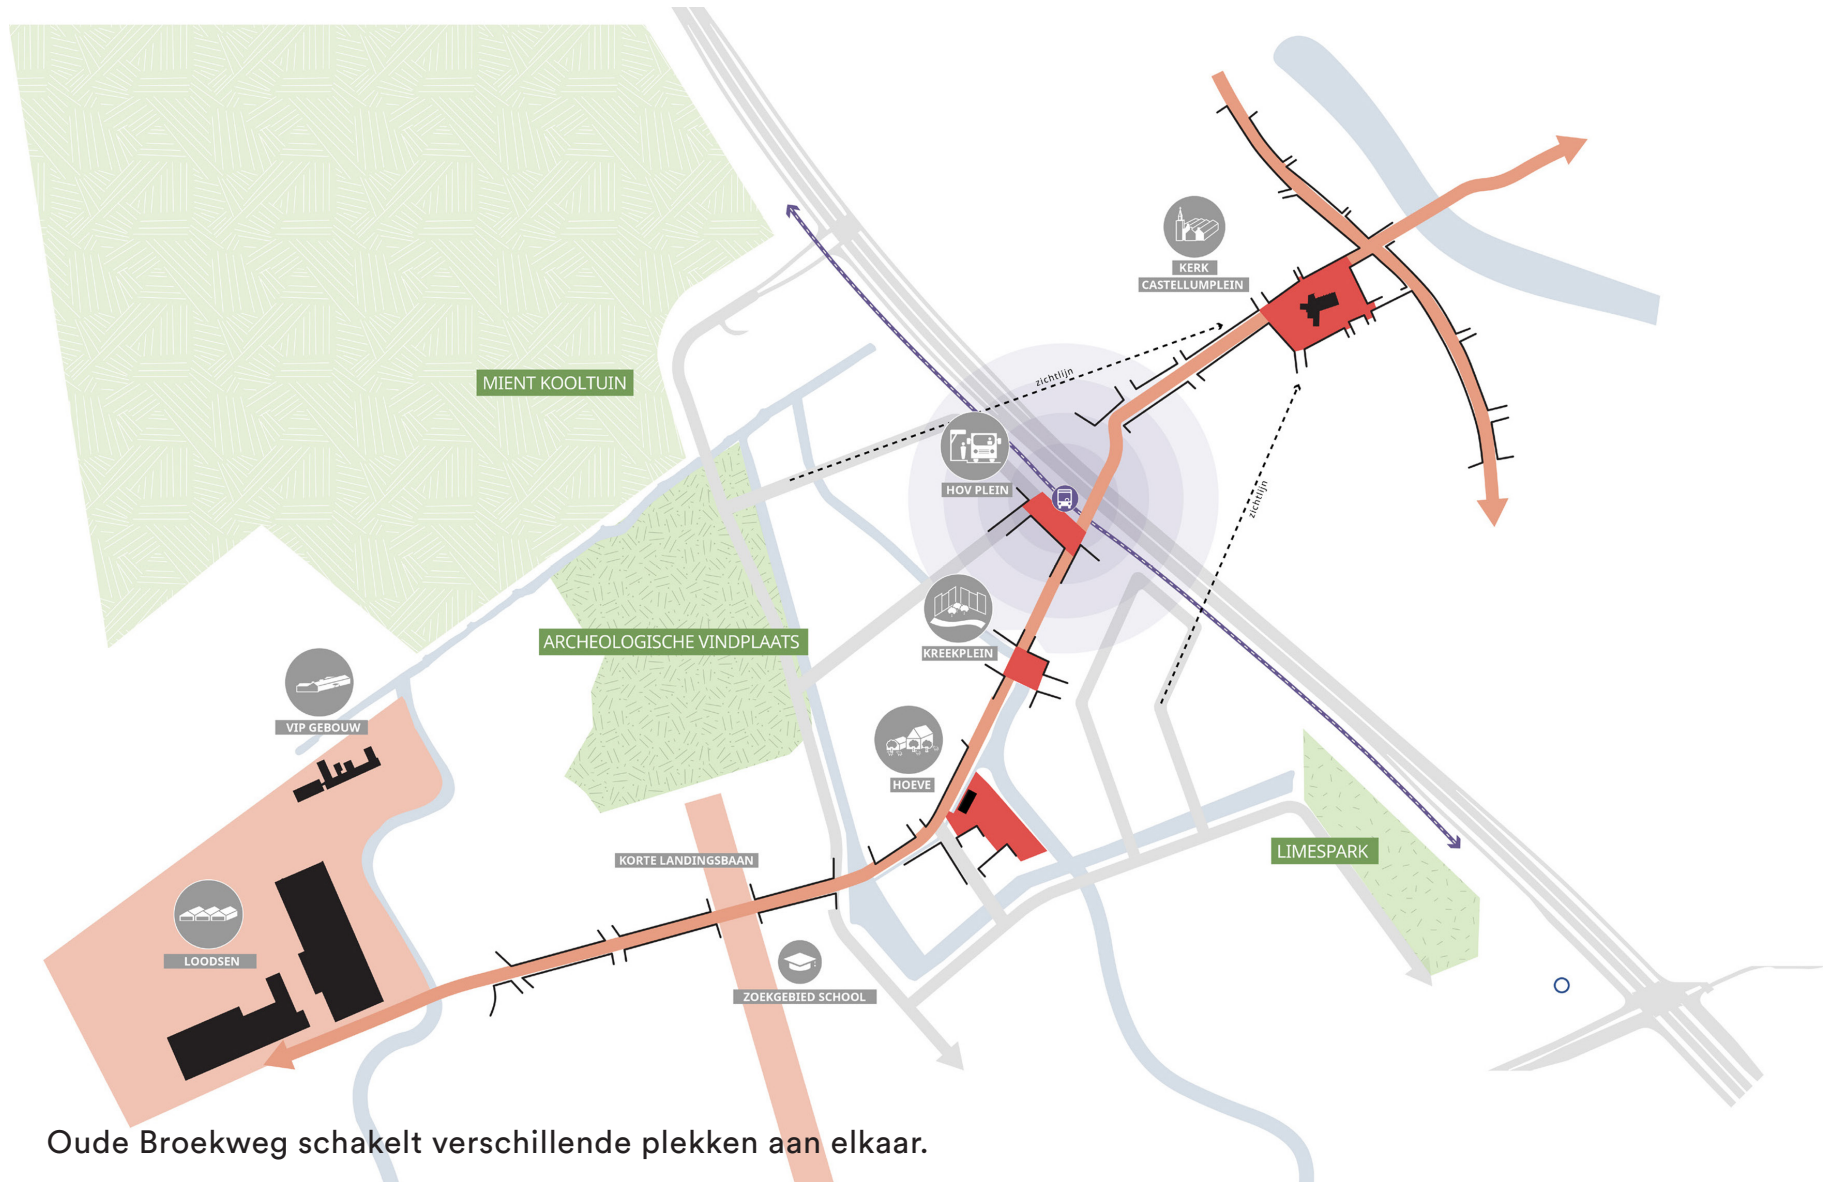 KERK
CASTELLUMPLEIN
zichtlijn
MIENT KOOLTUIN
HOV PLEIN
zichtlijn
ARCHEOLOGISCHE VINDPLAATS
KREEKPLEIN
VIP GEBOUW
HOEVE
LIMESPARK
KORTE LANDINGSBAAN
LOODSEN
ZOEKGEBIED SCHOOL
Oude Broekweg schakelt verschillende plekken aan elkaar.